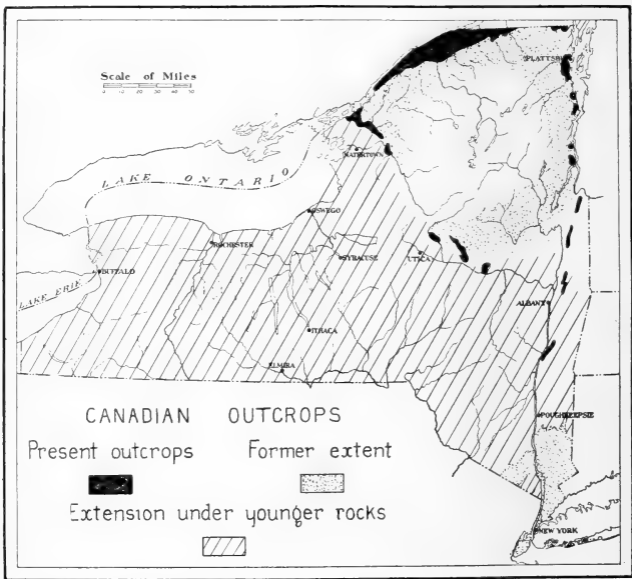 Scale of Miles
PLATTSBURG
WATERTOWN
LAKE ONTARIO
OSWEGO
ROCHESTER
SYRACUSE
UTICA
BUFFALO
LAKE ERIE
ALBANY
ITHACA
ELMIRA
CANADIAN OUTCROPS
POUGHKEEPSIE
Present outcrops Former extent
Extension under younger rocks
NEW YORK